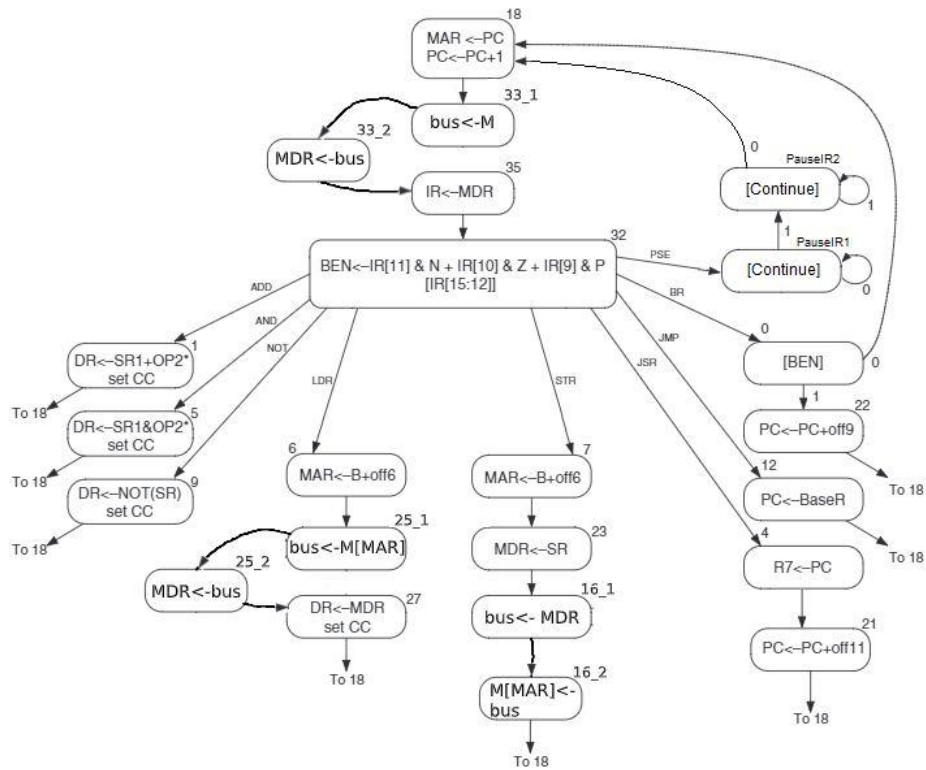 18
MAR <–PC
PC<–PC+1
33_1
bus<-M
33_2
MDR<-bus
35
IR<–MDR
0
PauseIR2
[Continue]
1
1
PauseIR1
[Continue]
0
32
BEN<–IR[11] & N + IR[10] & Z + IR[9] & P
[IR[15:12]]
PSE
BR
JMP
JSR
ADD
AND
NOT
LDR
STR
1
DR<–SR1+OP2*
set CC
To 18
5
DR<–SR1&OP2*
set CC
To 18
9
DR<–NOT(SR)
set CC
To 18
6
MAR<–B+off6
25_1
bus<-M[MAR]
25_2
MDR<-bus
27
DR<–MDR
set CC
To 18
7
MAR<–B+off6
23
MDR<–SR
16_1
bus<- MDR
16_2
M[MAR]<-
bus
To 18
0
[BEN]
0
1
22
PC<–PC+off9
To 18
12
PC<–BaseR
To 18
4
R7<–PC
21
PC<–PC+off11
To 18